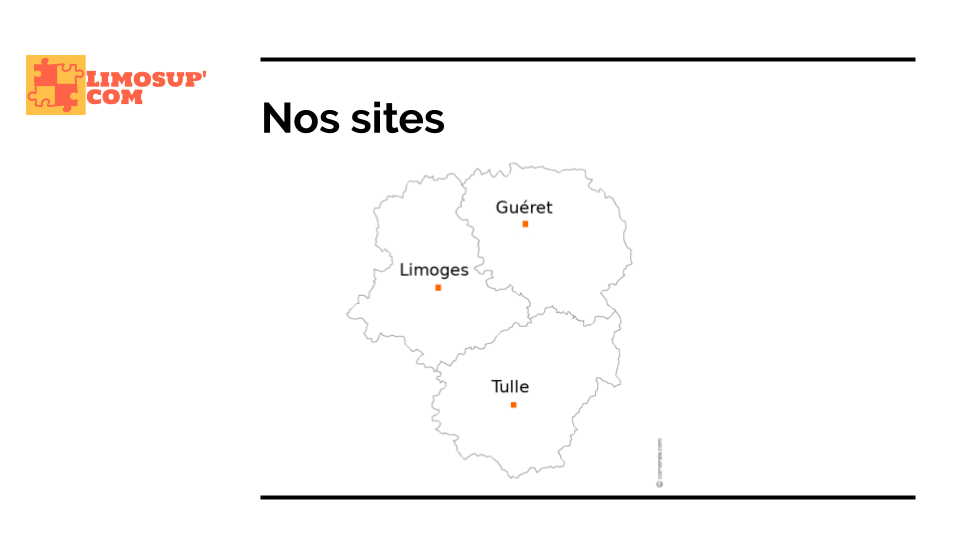 LIMOSUP'
COM
Nos sites
Guéret
Limoges
Tulle